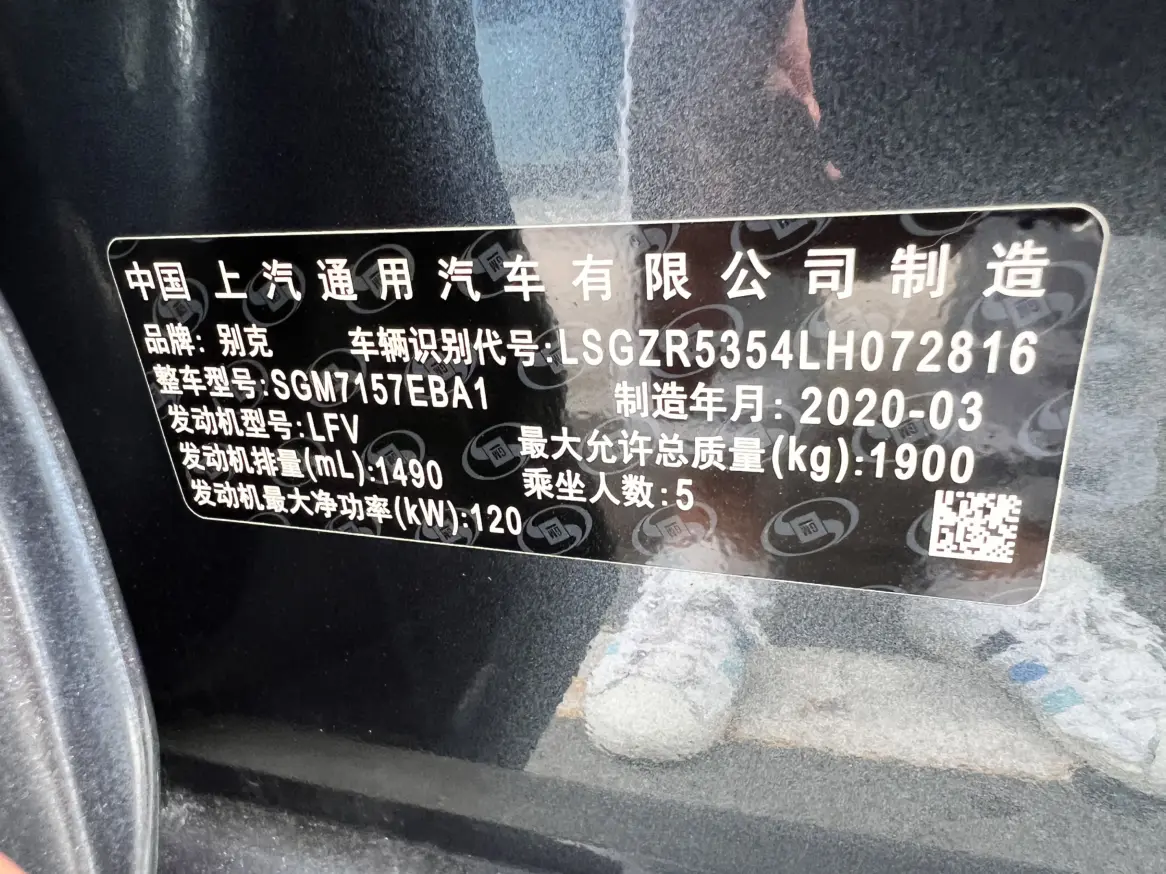 中国 上汽通用汽车有限公司制造
品牌: 别克 车辆识别代号:LSGZR5354LH072816
整车型号:SGM7157EBA1 制造年月: 2020-03
发动机型号:LFV 最大允许总质量(kg):1900
发动机排量(mL):1490 乘坐人数:5
发动机最大净功率(kW):120